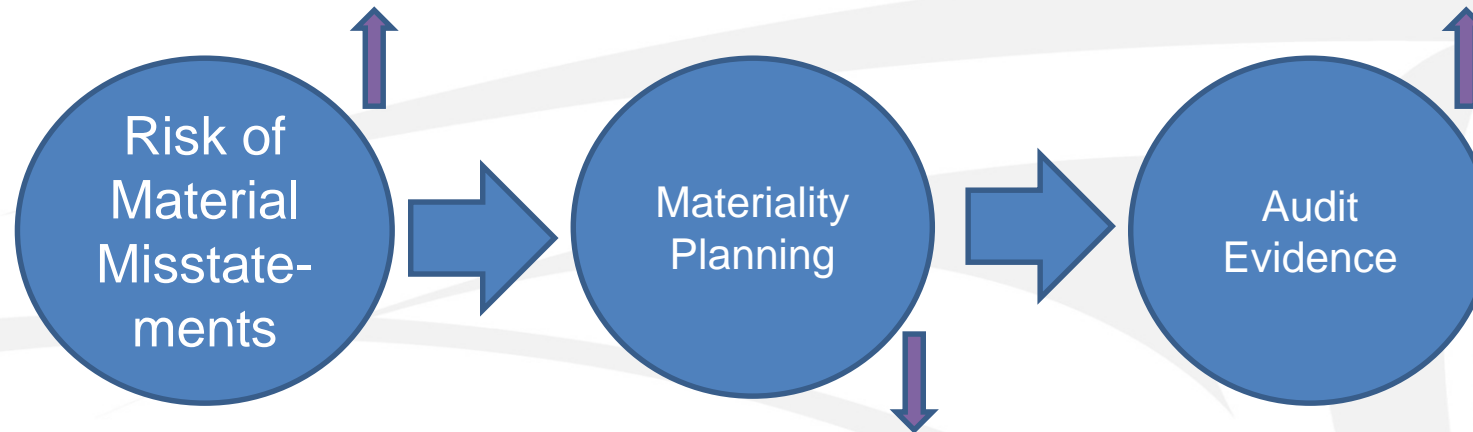 Risk of
Material
Misstate-
ments
Materiality
Planning
Audit
Evidence